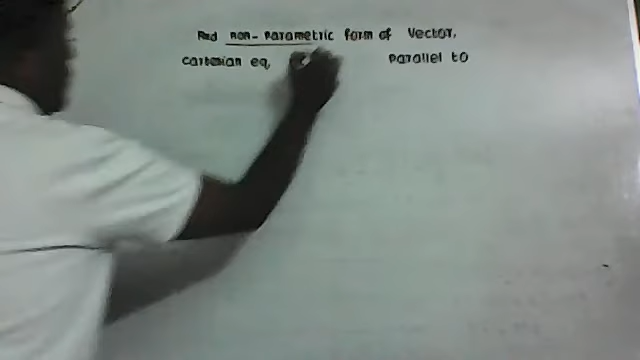 Find non-Parametric form of Vector,
Cartesian eq, Parallel to